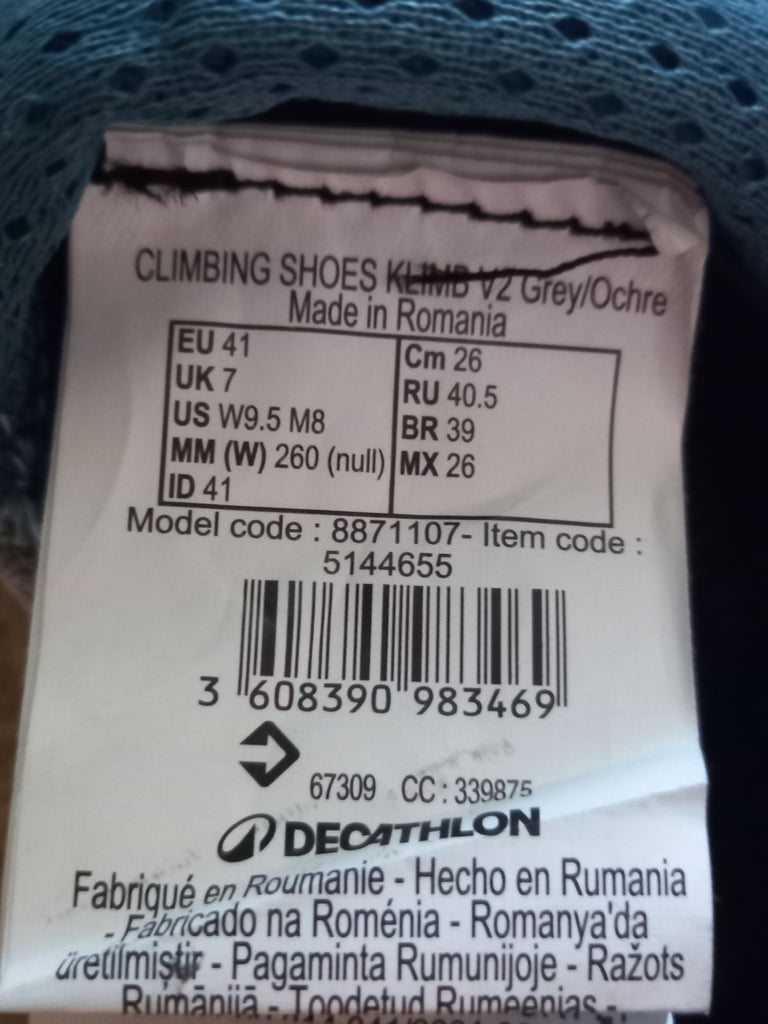 CLIMBING SHOES KLIMB V2 Grey/Ochre
Made in Romania
EU 41
UK 7
US W9.5 M8
MM (W) 260 (null)
ID 41
Cm 26
RU 40.5
BR 39
MX 26
Model code : 8871107- Item code :
5144655
3 608390 983469
67309 CC : 339875
DECATHLON
Fabriqué en Roumanie - Hecho en Rumania
- Fabricado na Roménia - Romanya'da
üretilmiştir - Pagaminta Rumunijoje - Ražots
Rumānijā - Toodetud Rumeenias -